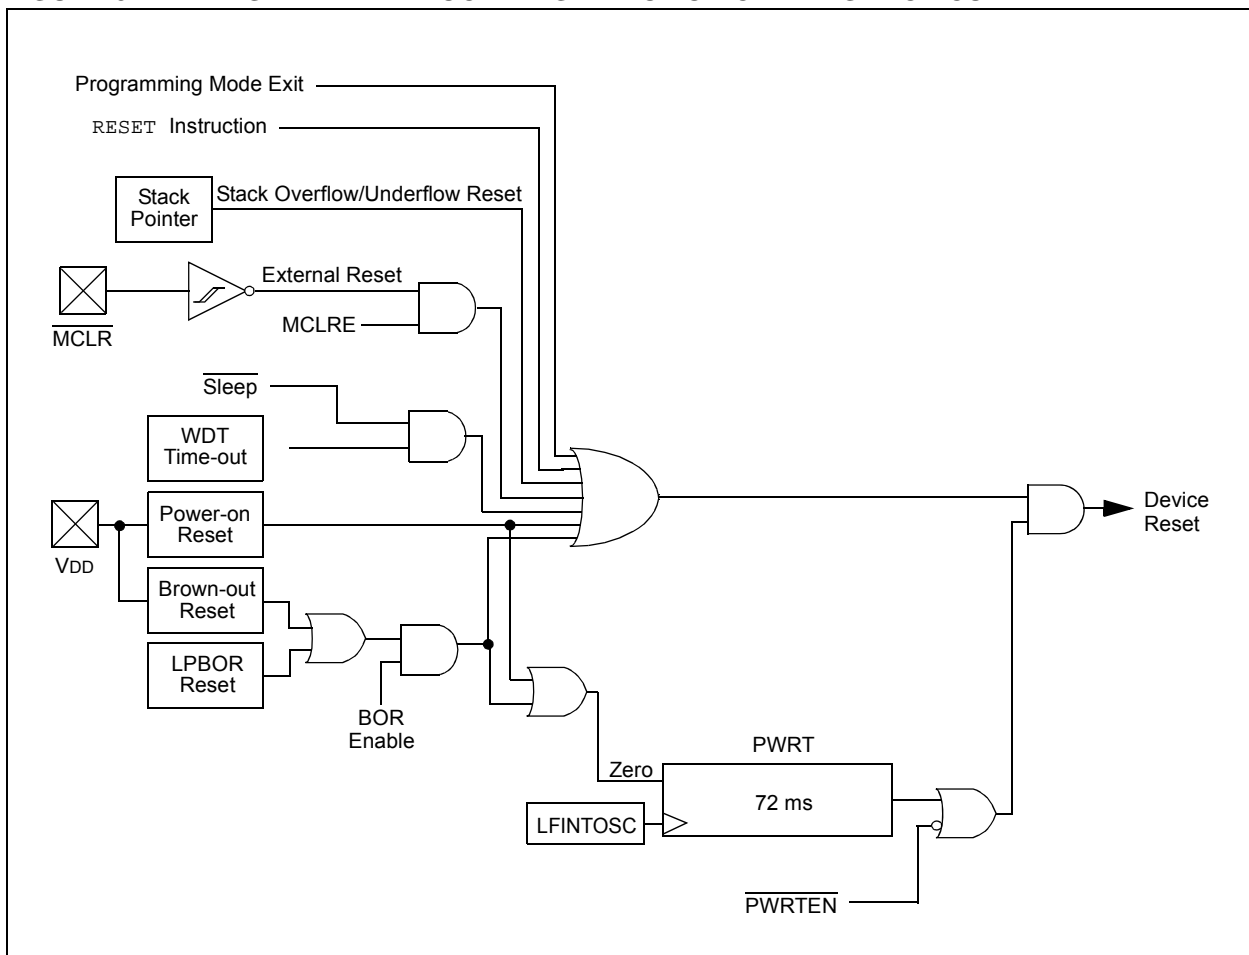 Programming Mode Exit
RESET Instruction
Stack
Pointer
Stack Overflow/Underflow Reset
External Reset
MCLR
MCLRE
Sleep
WDT
Time-out
VDD
Power-on
Reset
Device
Reset
Brown-out
Reset
LPBOR
Reset
BOR
Enable
PWRT
Zero
72 ms
LFINTOSC
PWRTEN